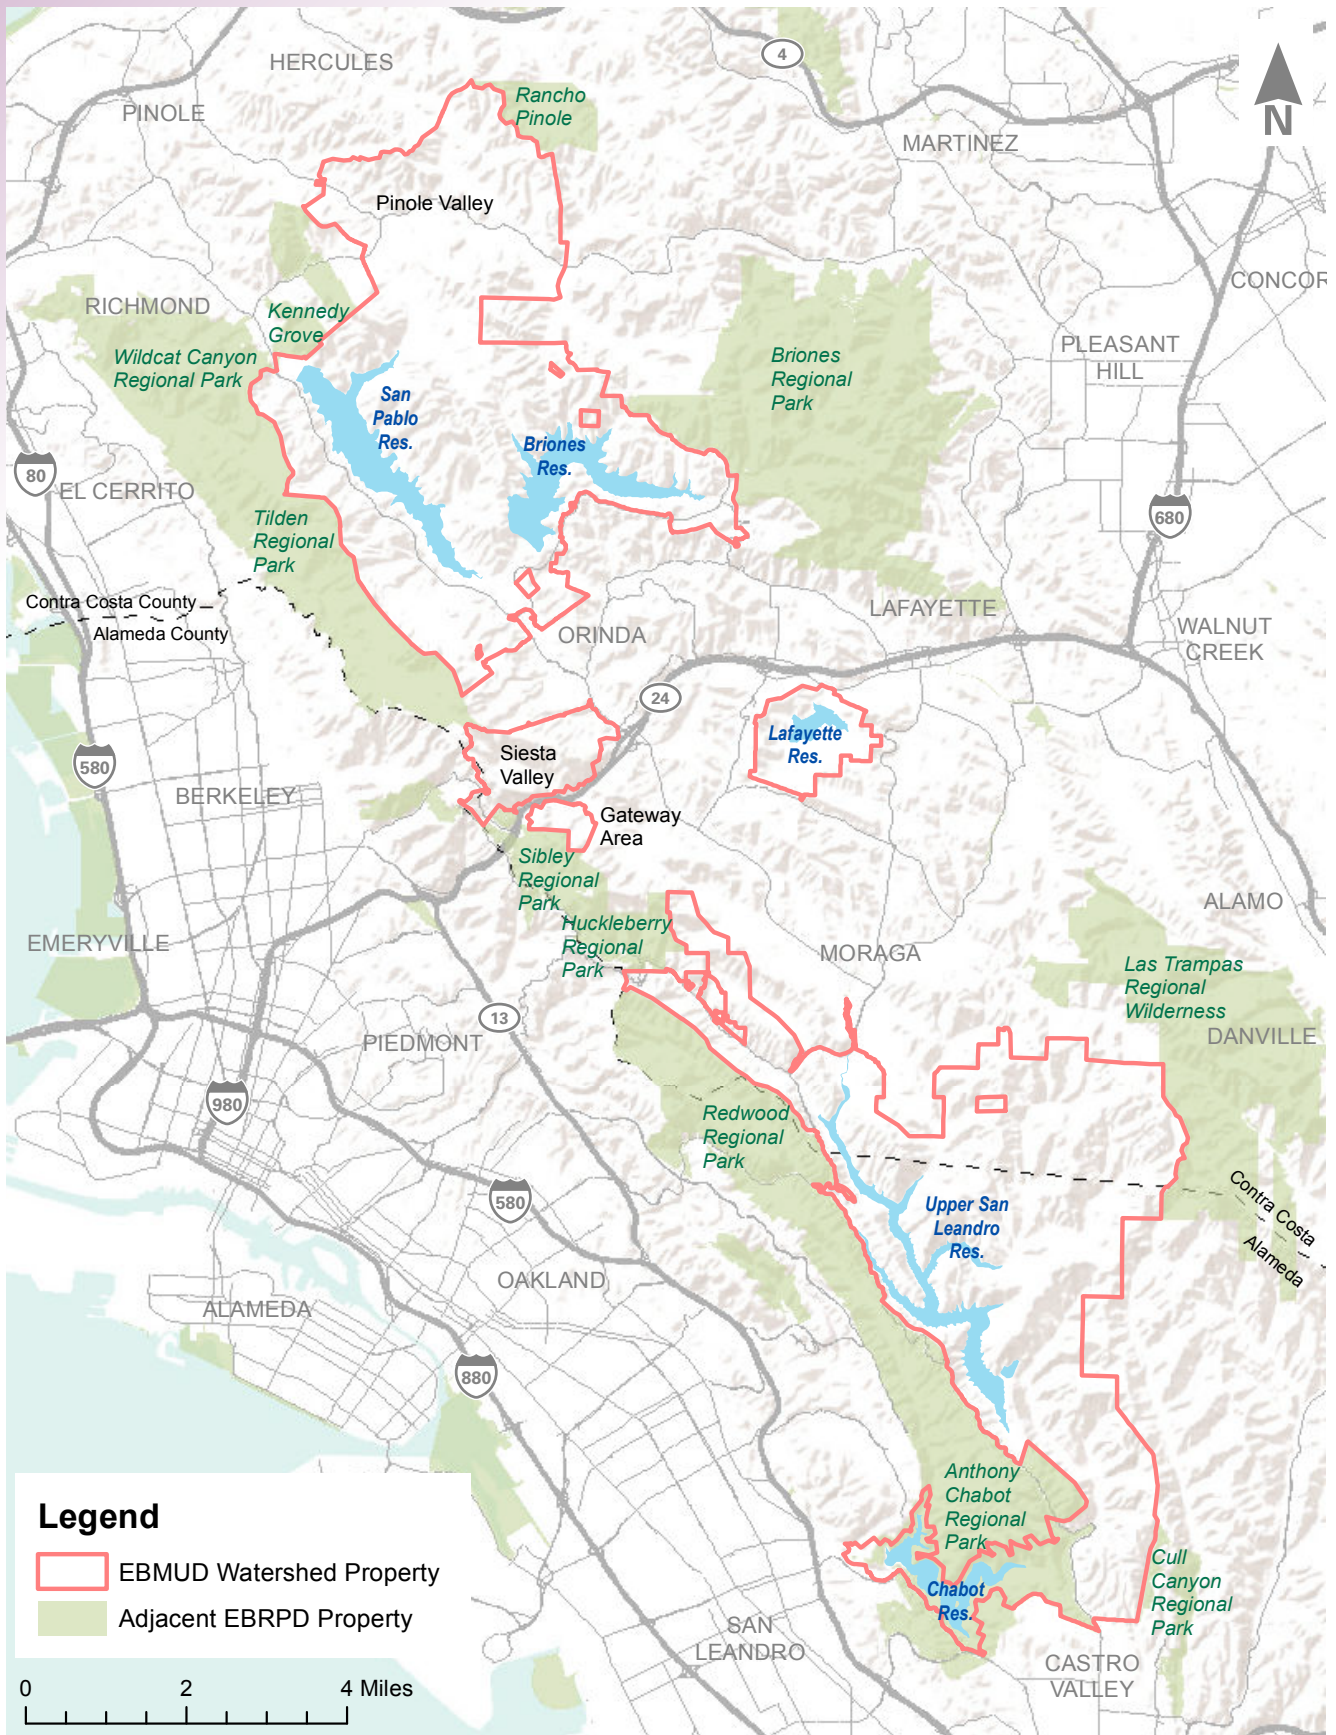 HERCULES
4
Rancho
Pinole
PINOLE
MARTINEZ
N
Pinole Valley
CONCOR
RICHMOND
Kennedy
Grove
Wildcat Canyon
Regional Park
PLEASANT
HILL
Briones
Regional
Park
San
Pablo
Res.
Briones
Res.
80
EL CERRITO
680
Tilden
Regional
Park
Contra Costa County
Alameda County
LAFAYETTE
ORINDA
WALNUT
CREEK
24
Lafayette
Res.
Siesta
Valley
580
BERKELEY
Gateway
Area
Sibley
Regional
Park
ALAMO
Huckleberry
Regional
Park
EMERYVILLE
MORAGA
Las Trampas
Regional
Wilderness
13
PIEDMONT
DANVILLE
980
Redwood
Regional
Park
580
Upper San
Leandro
Res.
Contra Costa
Alameda
OAKLAND
ALAMEDA
880
Anthony
Chabot
Regional
Park
Cull
Canyon
Regional
Park
Chabot
Res.
SAN
LEANDRO
CASTRO
VALLEY
Legend
EBMUD Watershed Property
Adjacent EBRPD Property
0 2 4 Miles